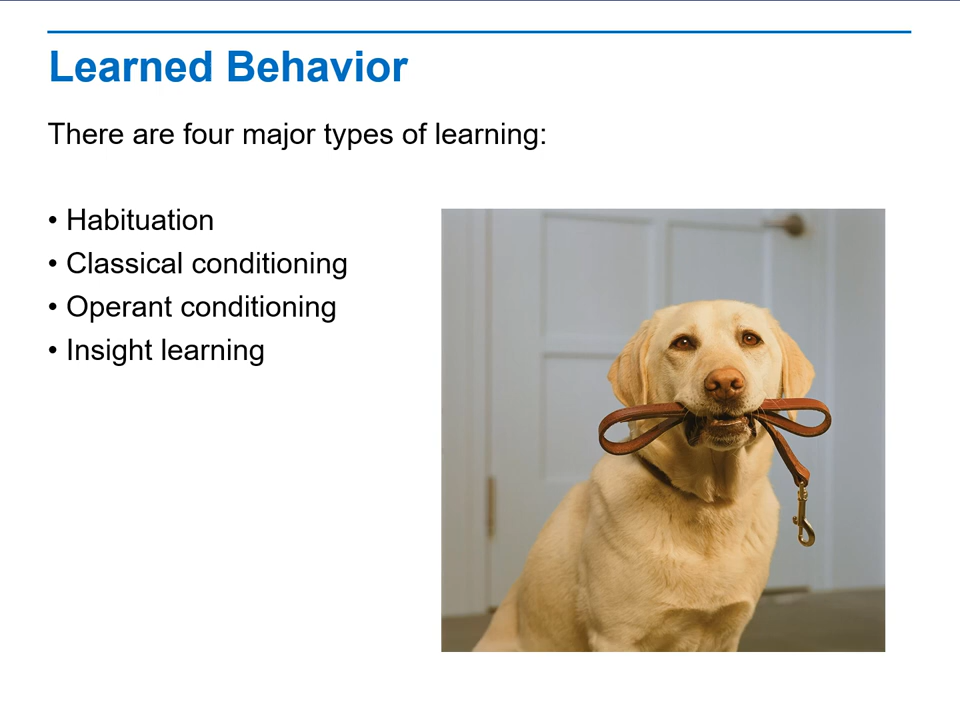 Learned Behavior
There are four major types of learning:
• Habituation
• Classical conditioning
• Operant conditioning
• Insight learning